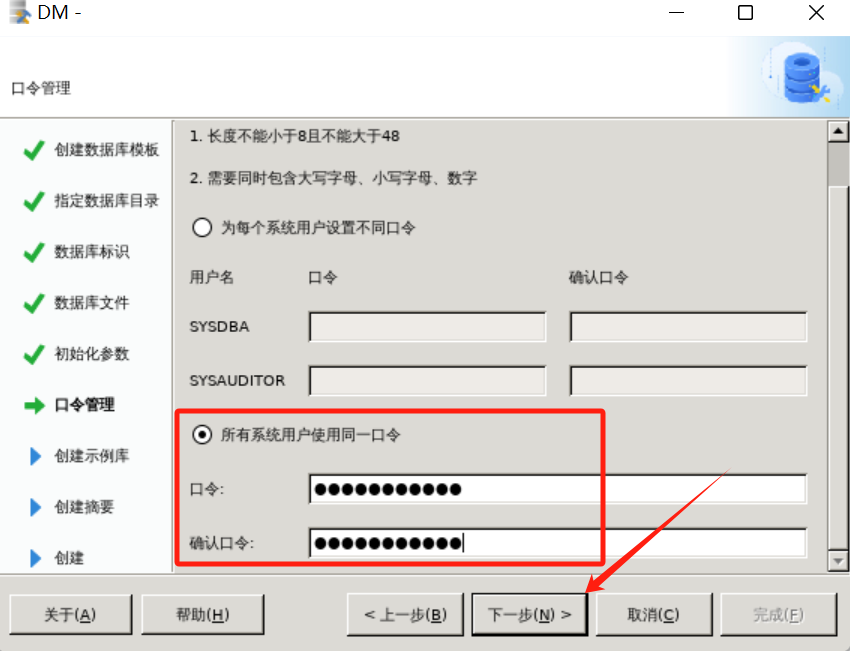 DM -
口令管理
创建数据库模板
指定数据库目录
数据库标识
数据库文件
初始化参数
口令管理
创建示例库
创建摘要
创建
1. 长度不能小于8且不能大于48
2. 需要同时包含大写字母、小写字母、数字
为每个系统用户设置不同口令
用户名 口令 确认口令
SYSDBA
SYSAUDITOR
所有系统用户使用同一口令
口令: ●●●●●●●●●●●
确认口令: ●●●●●●●●●●●
关于(A) 帮助(H) < 上一步(B) 下一步(N) > 取消(C) 完成(F)